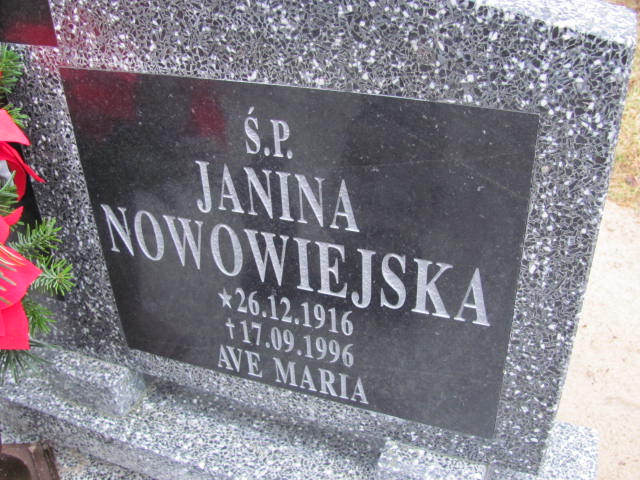 Ś.P.
JANINA
NOWOWIEJSKA
★26.12.1916
†17.09.1996
AVE MARIA